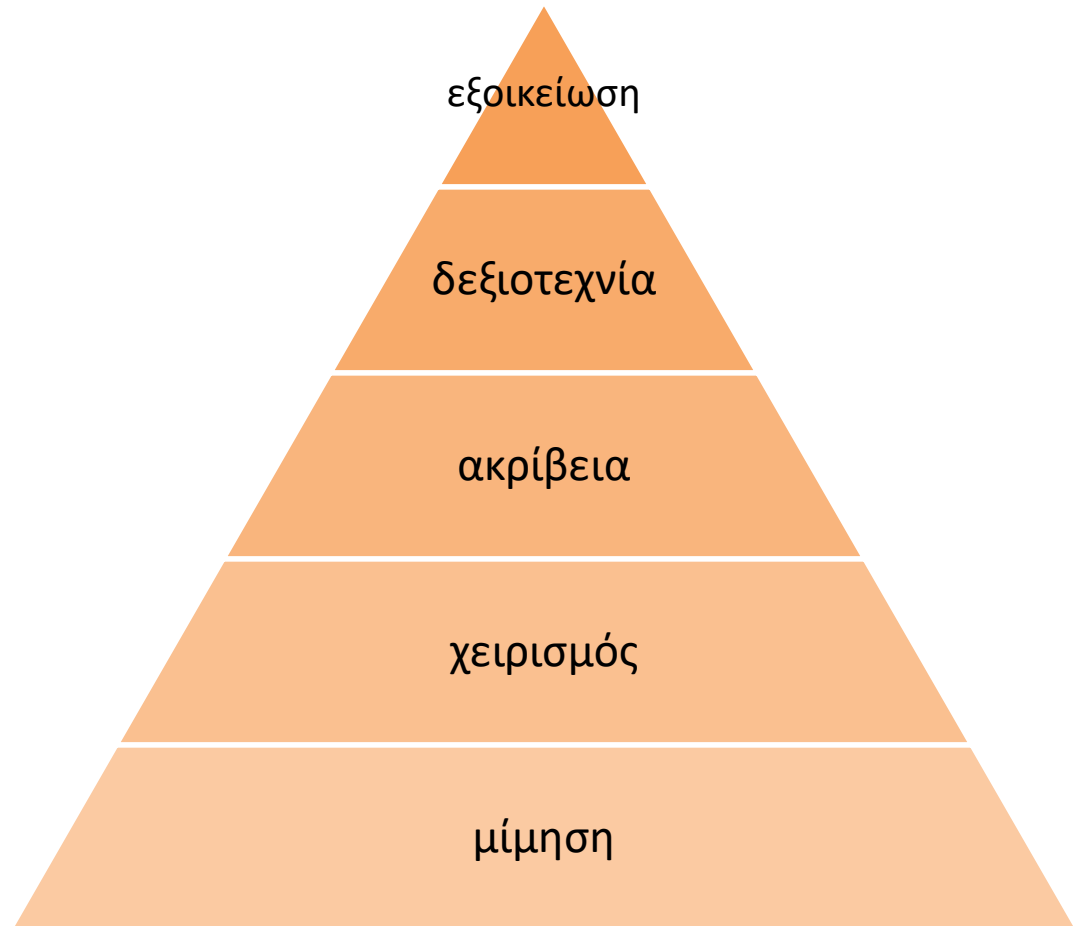 εξοικείωση
δεξιοτεχνία
ακρίβεια
χειρισμός
μίμηση